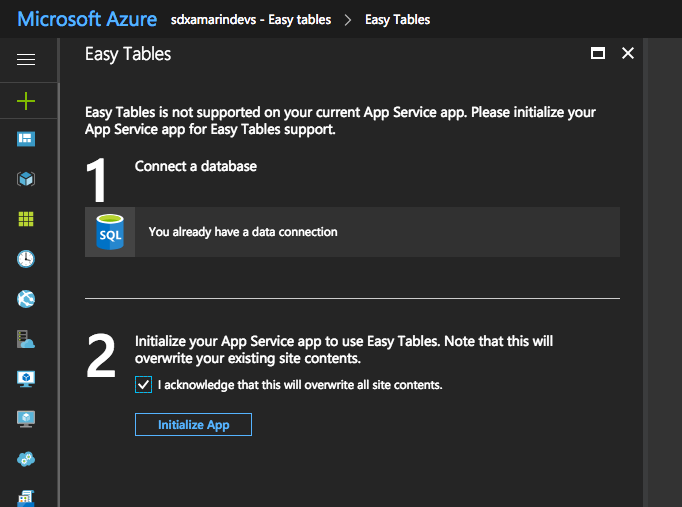 Microsoft Azure sdxamarindevs - Easy tables > Easy Tables
Easy Tables
Easy Tables is not supported on your current App Service app. Please initialize your
App Service app for Easy Tables support.
1 Connect a database
SQL You already have a data connection
2 Initialize your App Service app to use Easy Tables. Note that this will
overwrite your existing site contents.
I acknowledge that this will overwrite all site contents.
Initialize App